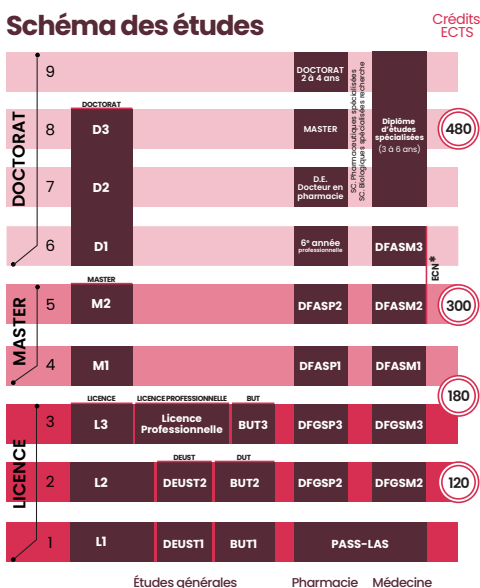 Schéma des études
Crédits
ECTS
DOCTORAT
MASTER
LICENCE
9
DOCTORAT
2 à 4 ans
SC. Pharmaceutiques spécialisées
SC. Biologiques spécialisées recherche
DOCTORAT
8
D3
MASTER
Diplôme
d'études
spécialisées
(3 à 6 ans)
480
7
D2
D.E.
Docteur en
pharmacie
6
D1
6e année
professionnelle
DFASM3
ECN *
MASTER
5
M2
DFASP2
DFASM2
300
4
M1
DFASP1
DFASM1
180
LICENCE
LICENCE PROFESSIONNELLE
BUT
3
L3
Licence
Professionnelle
BUT3
DFGSP3
DFGSM3
DEUST
DUT
2
L2
DEUST2
BUT2
DFGSP2
DFGSM2
120
1
L1
DEUST1
BUT1
PASS-LAS
Études générales
Pharmacie
Médecine